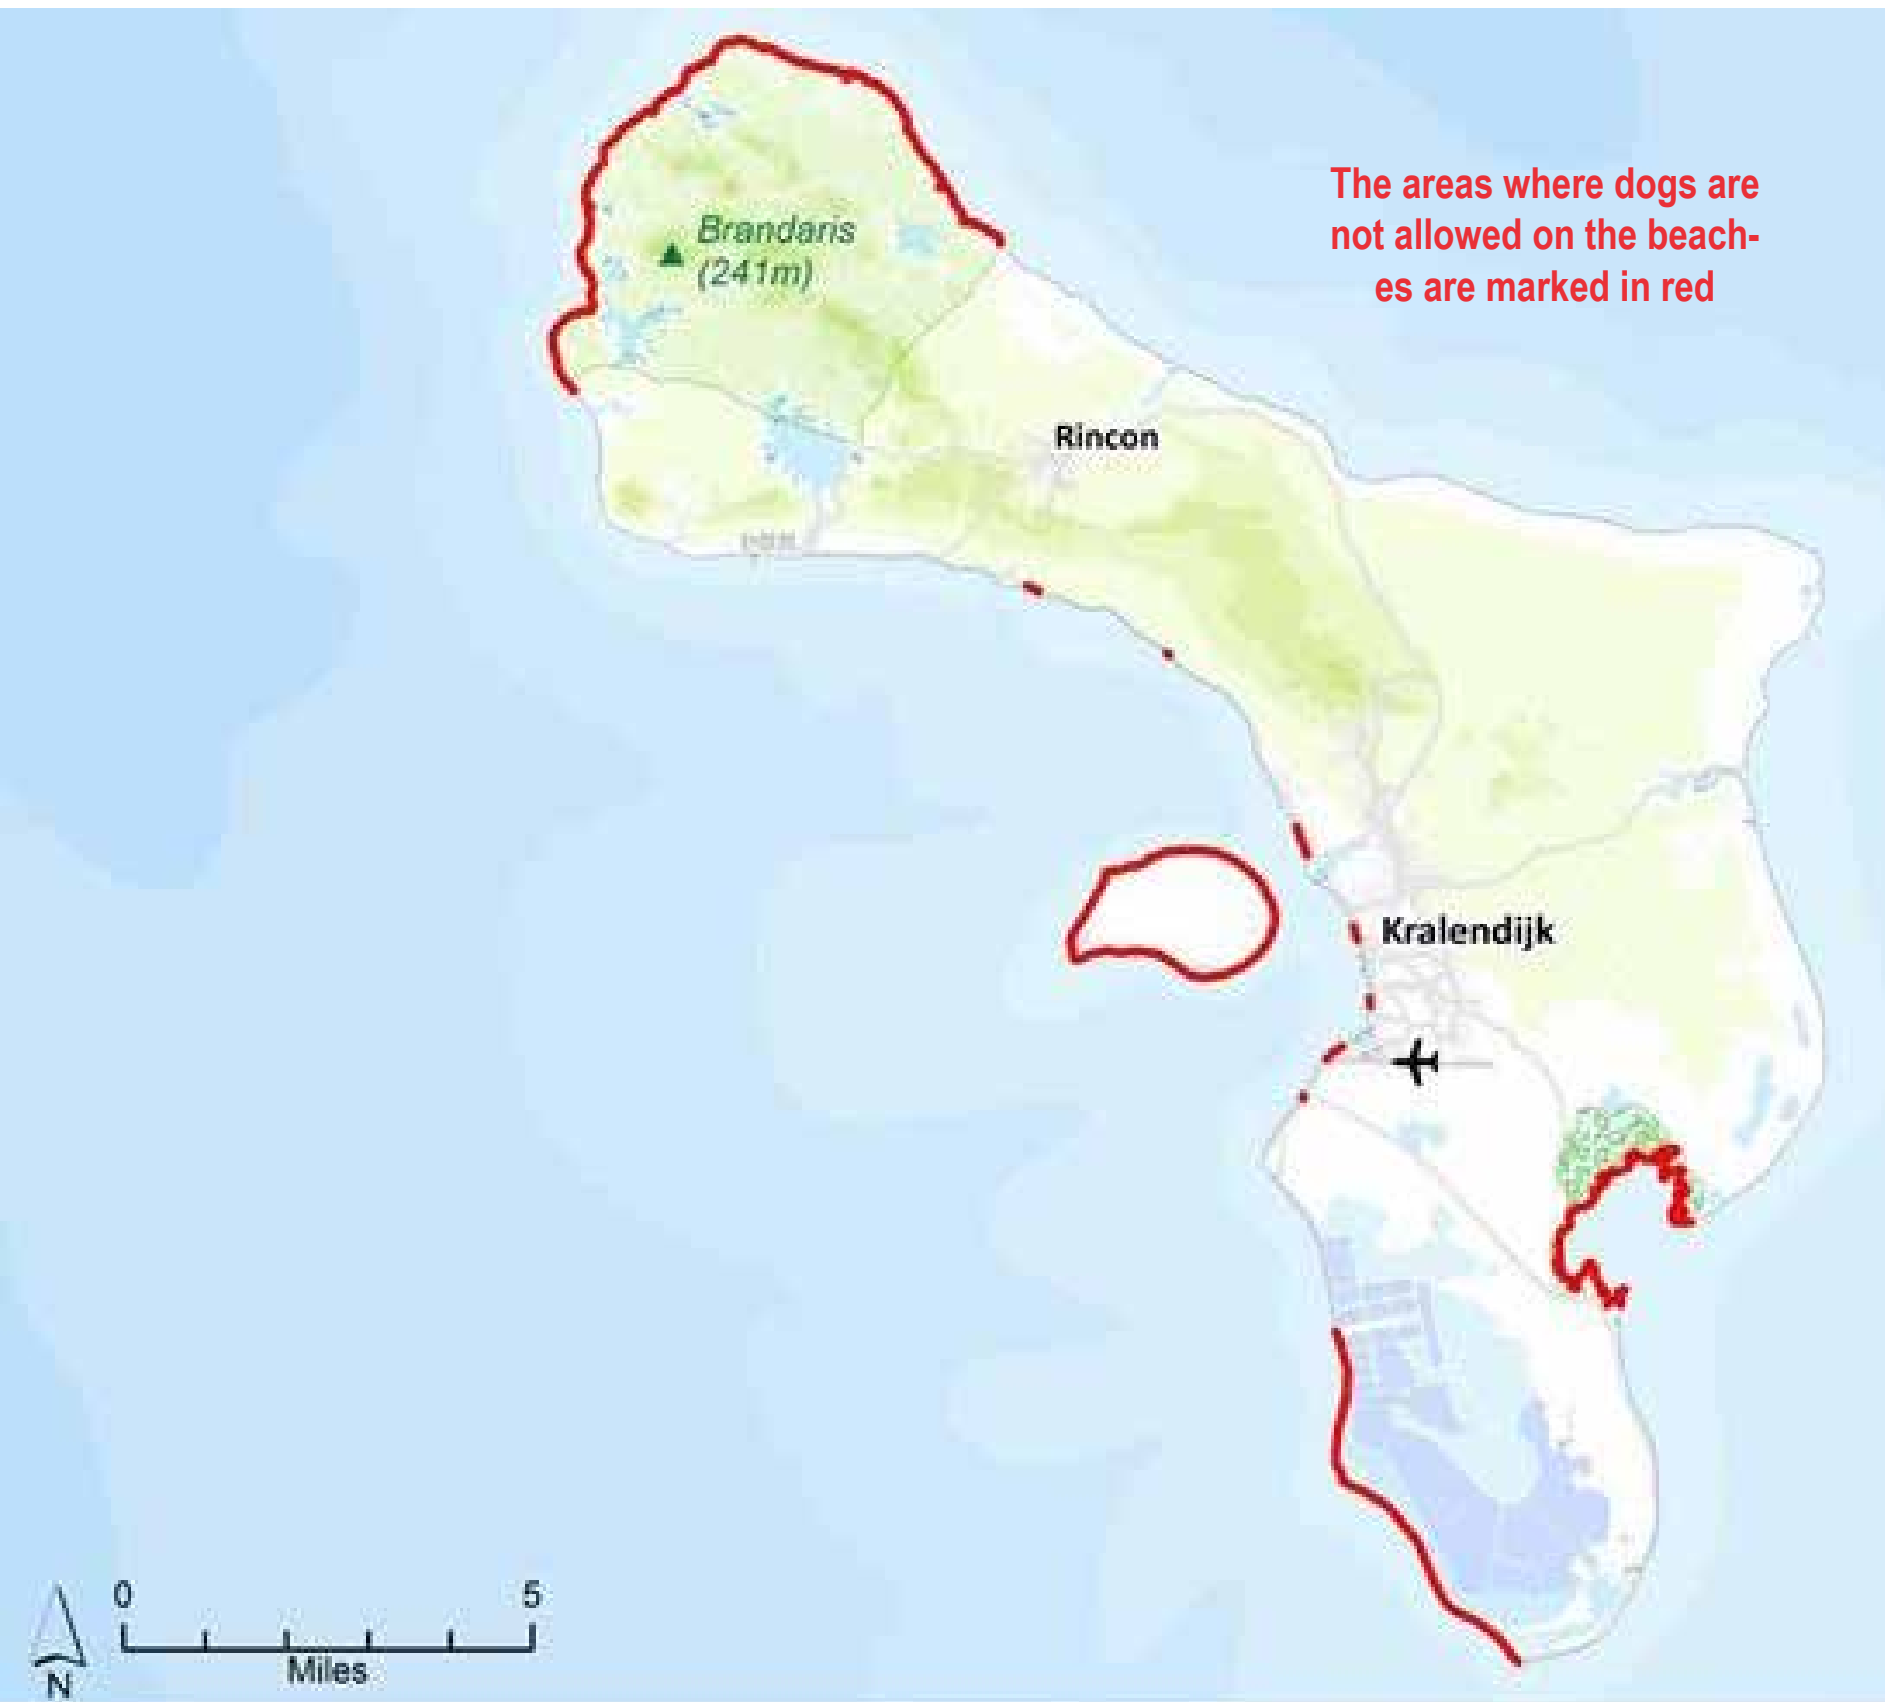 The areas where dogs are
not allowed on the beach-
es are marked in red
Brandaris
(241m)
Rincon
Kralendijk
0 5
Miles
N